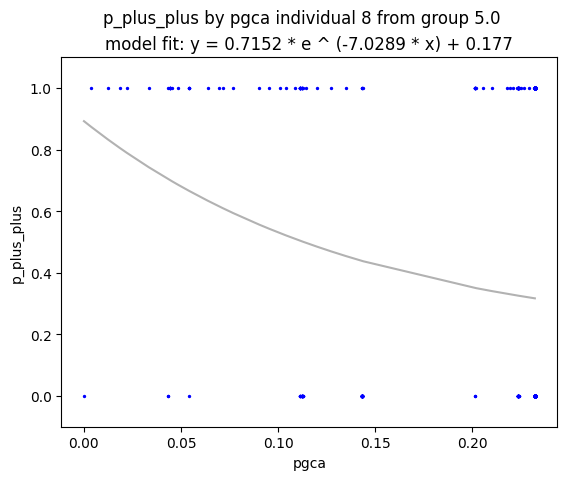 p_plus_plus by pgca individual 8 from group 5.0
model fit: y = 0.7152 * e ^ (-7.0289 * x) + 0.177
1.0
0.8
0.6
0.4
0.2
0.0
p_plus_plus
0.00 0.05 0.10 0.15 0.20
pgca